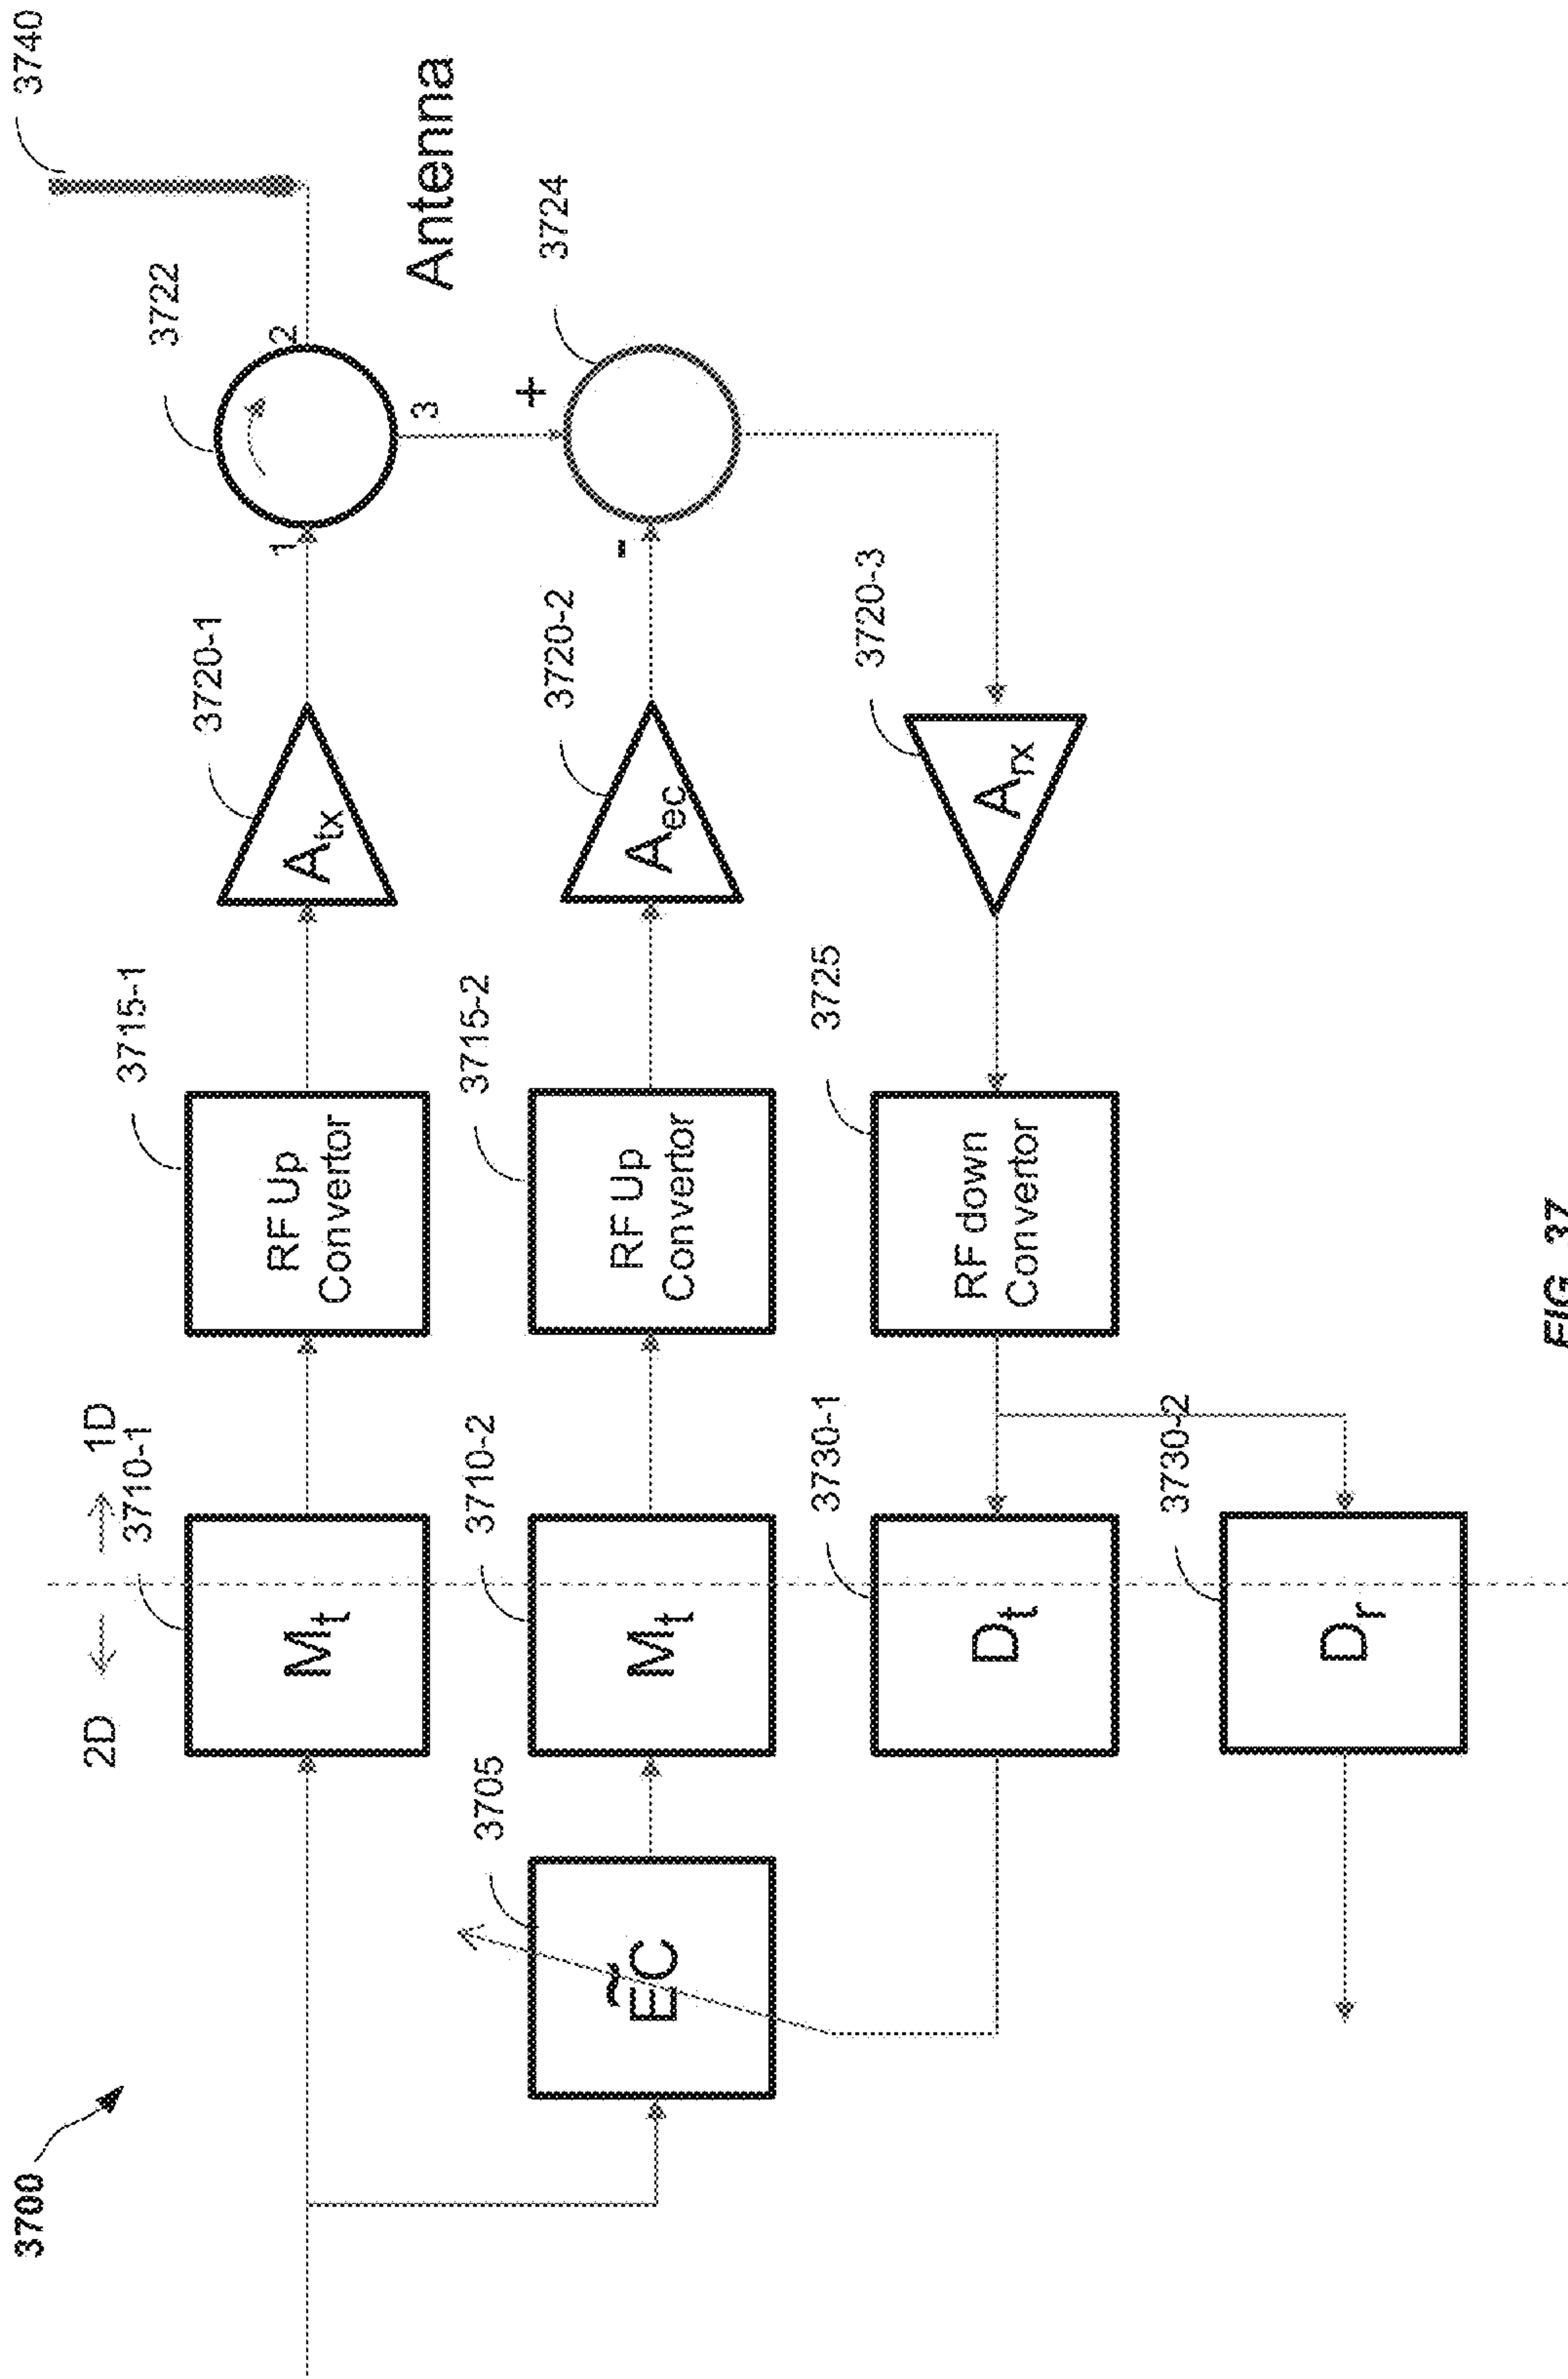 3700
2D
1D
3740
3710-1
3715-1
3720-1
3722
Mt
RF Up
Convertor
Atx
1
2
3
Antenna
3705
3710-2
3715-2
3720-2
3724
ẼC
Mt
RF Up
Convertor
Aec
-
+
3730-1
3725
3720-3
Dt
RF down
Convertor
Arx
3730-2
Dr
FIG. 37